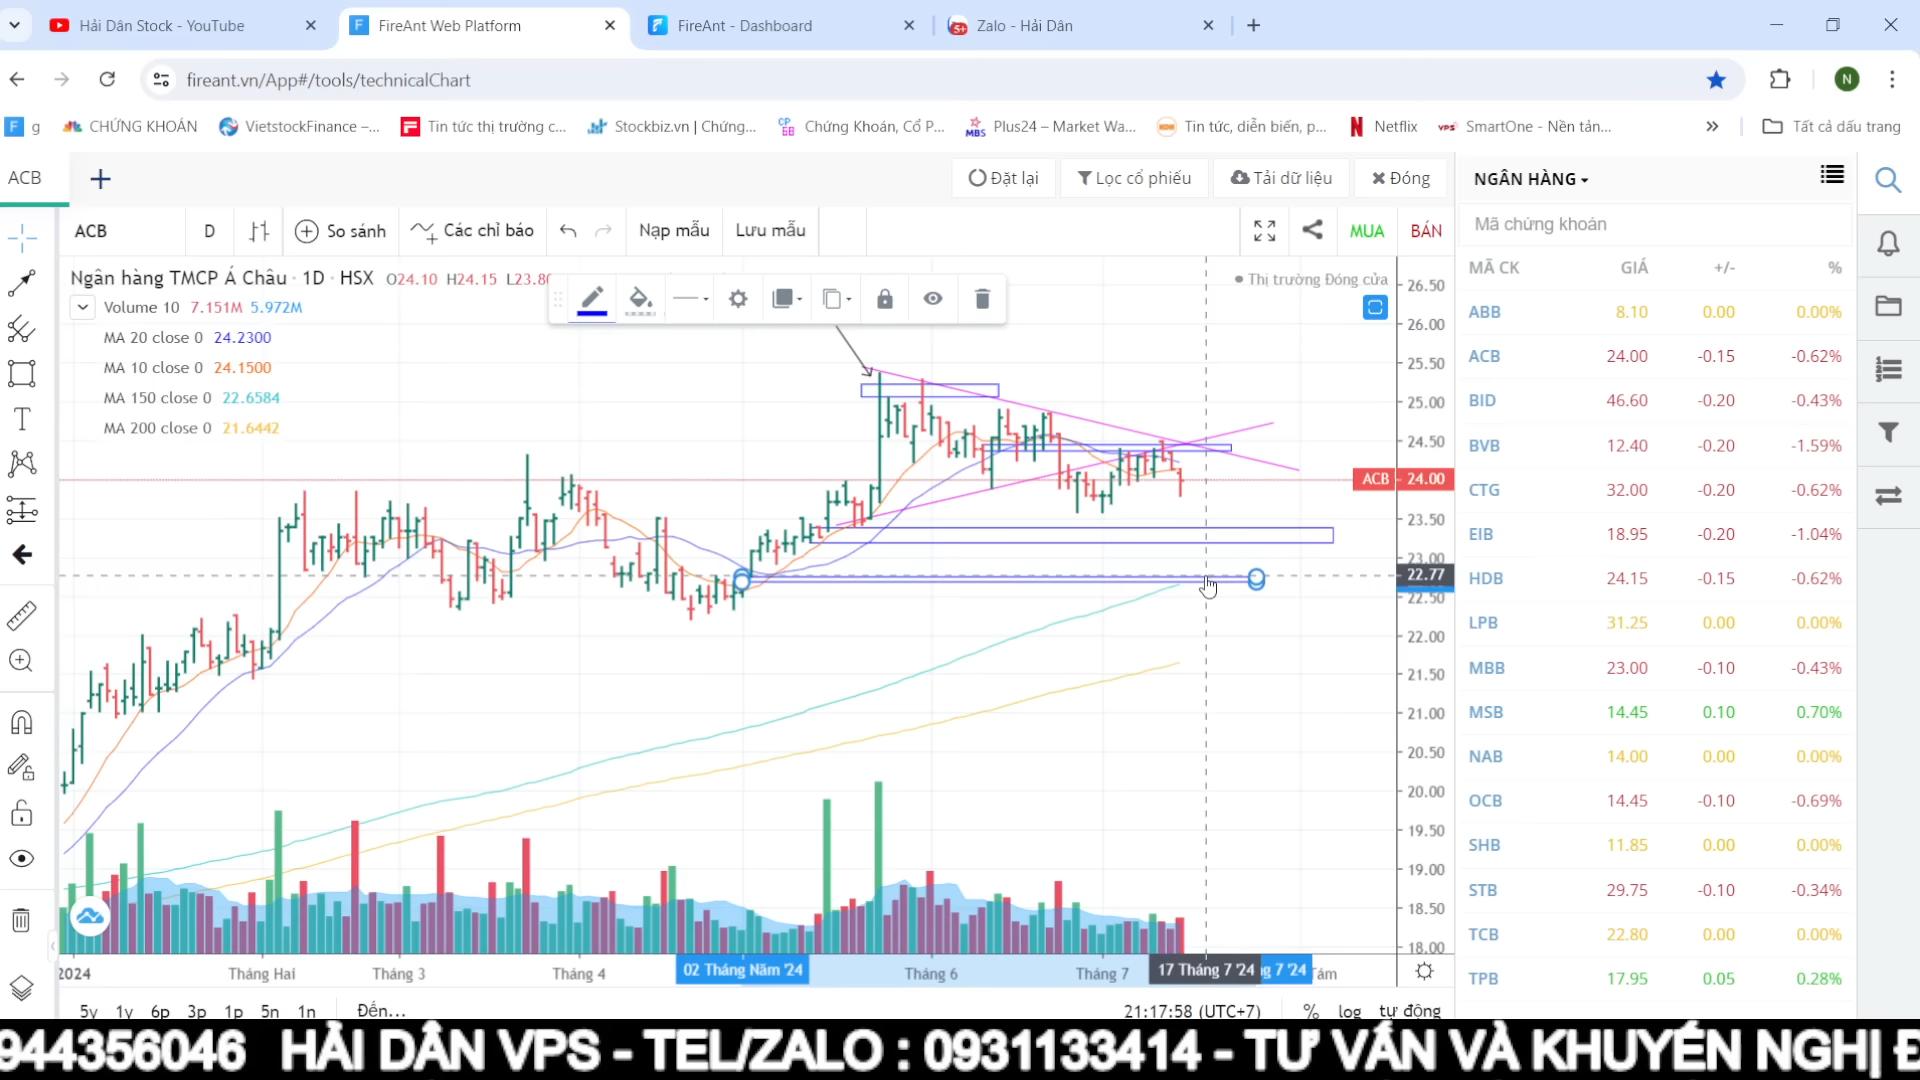 Hải Dân Stock - YouTube
FireAnt Web Platform
FireAnt - Dashboard
Zalo - Hải Dân
fireant.vn/App#/tools/technicalChart
N
g
CHỨNG KHOÁN
VietstockFinance –...
Tin tức thị trường c...
Stockbiz.vn | Chứng...
Chứng Khoán, Cổ P...
Plus24 – Market Wa...
Tin tức, diễn biến, p...
Netflix
SmartOne - Nền tản...
Tất cả dấu trang
ACB
Đặt lại
Lọc cổ phiếu
Tải dữ liệu
Đóng
ACB
D
So sánh
Các chỉ báo
Nạp mẫu
Lưu mẫu
MUA
BÁN
Ngân hàng TMCP Á Châu · 1D · HSX O24.10 H24.15 L23.80
Thị trường Đóng cửa
Volume 10 7.151M 5.972M
MA 20 close 0 24.2300
MA 10 close 0 24.1500
MA 150 close 0 22.6584
MA 200 close 0 21.6442
26.50
26.00
25.50
25.00
24.50
ACB 24.00
23.50
23.00
22.77
22.50
22.00
21.50
21.00
20.50
20.00
19.50
19.00
18.50
18.00
2024
Tháng Hai
Tháng 3
Tháng 4
02 Tháng Năm '24
Tháng 6
Tháng 7
17 Tháng 7 '24
g 7 '24
ám
5y 1y 6p 3p 1p 5n 1n
Đến...
21:17:58 (UTC+7)
% log tự động
NGÂN HÀNG
Mã chứng khoán
MÃ CK GIÁ +/- %
ABB 8.10 0.00 0.00%
ACB 24.00 -0.15 -0.62%
BID 46.60 -0.20 -0.43%
BVB 12.40 -0.20 -1.59%
CTG 32.00 -0.20 -0.62%
EIB 18.95 -0.20 -1.04%
HDB 24.15 -0.15 -0.62%
LPB 31.25 0.00 0.00%
MBB 23.00 -0.10 -0.43%
MSB 14.45 0.10 0.70%
NAB 14.00 0.00 0.00%
OCB 14.45 -0.10 -0.69%
SHB 11.85 0.00 0.00%
STB 29.75 -0.10 -0.34%
TCB 22.80 0.00 0.00%
TPB 17.95 0.05 0.28%
944356046 HẢI DÂN VPS - TEL/ZALO : 0931133414 - TƯ VẤN VÀ KHUYẾN NGHỊ Đ